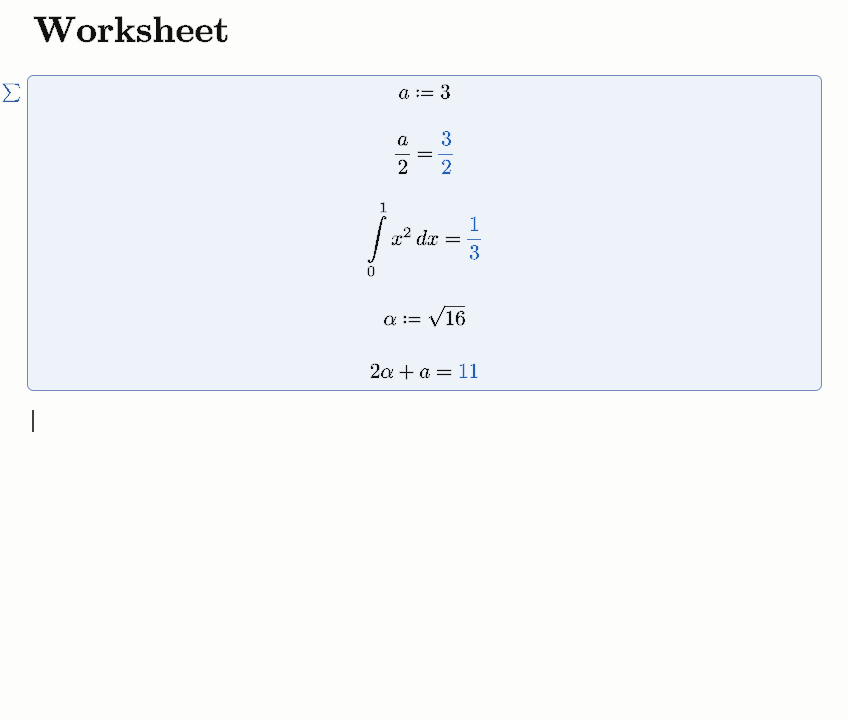 Worksheet
∑
a := 3
a/2 = 3/2
∫₀¹ x² dx = 1/3
α := √16
2α + a = 11